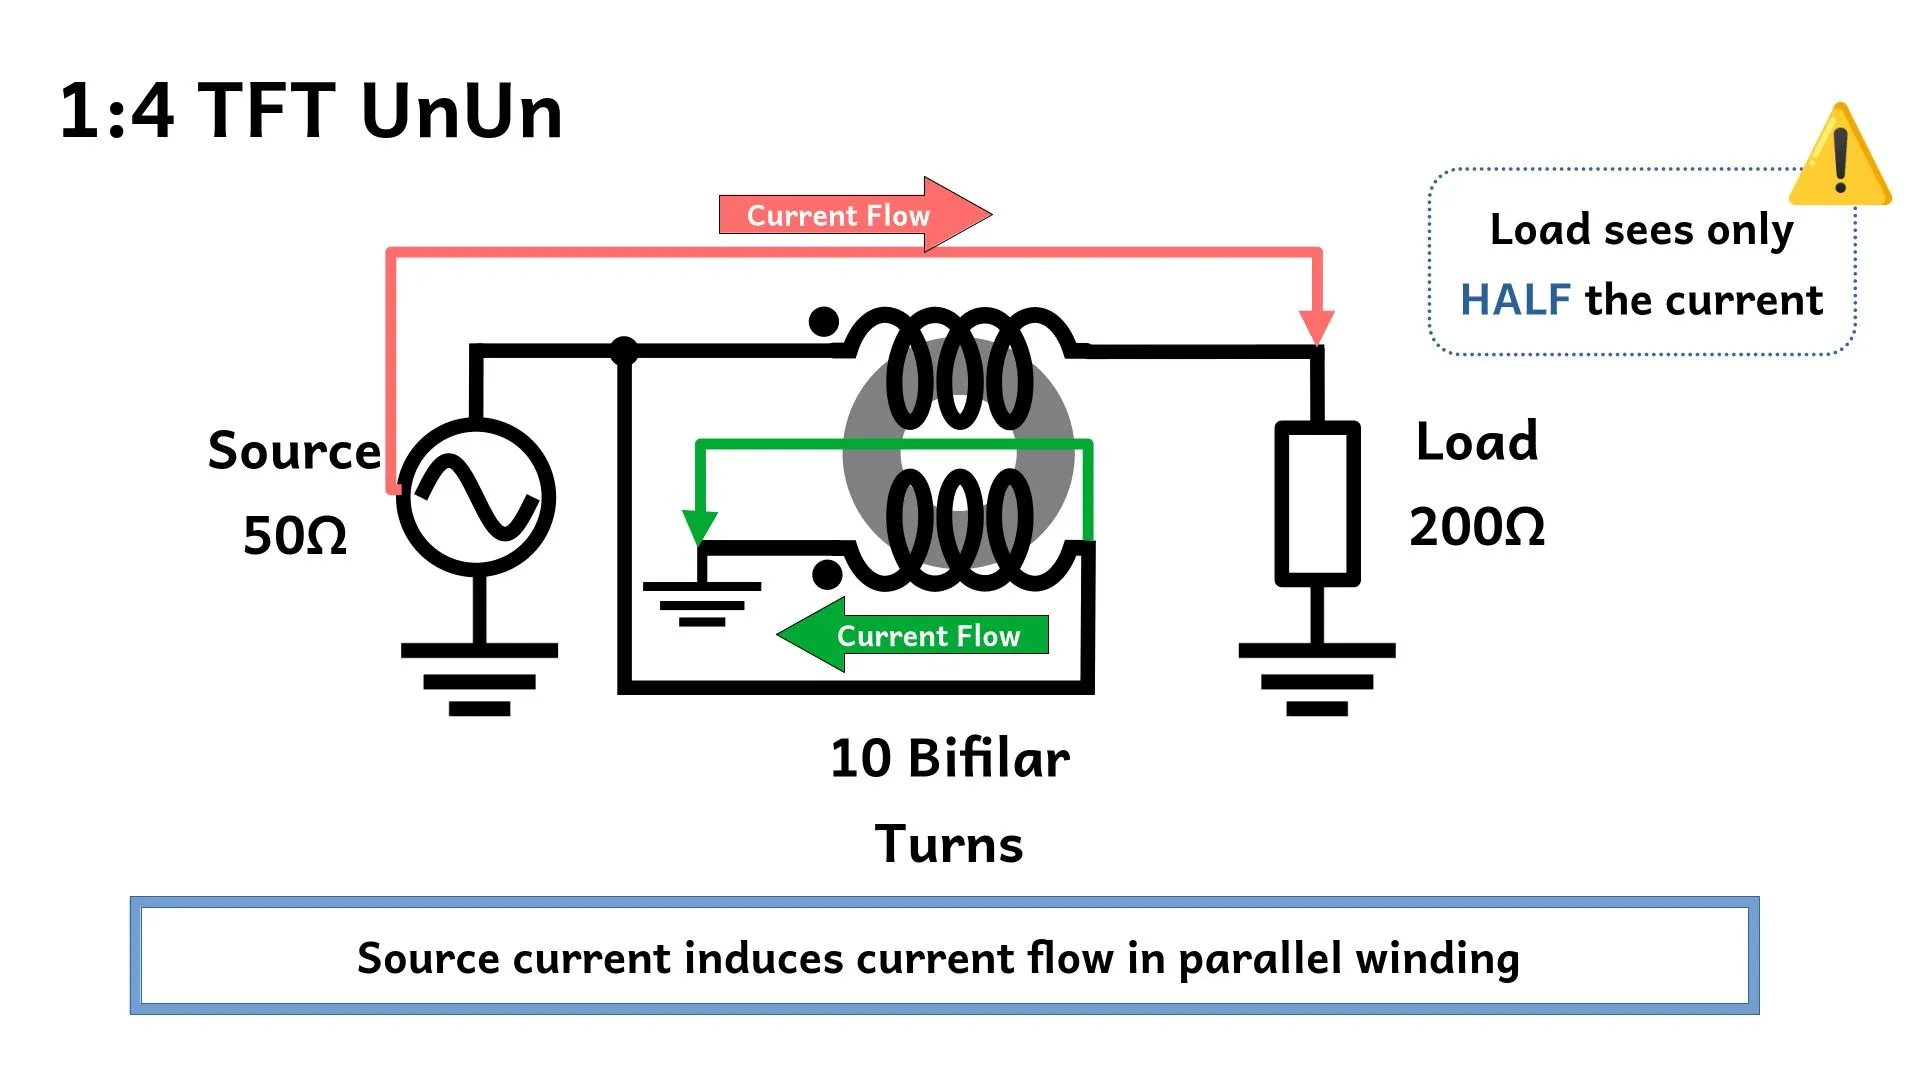 1:4 TFT UnUn
Current Flow
Load sees only
HALF the current
Source
50Ω
Load
200Ω
Current Flow
10 Bifilar
Turns
Source current induces current flow in parallel winding